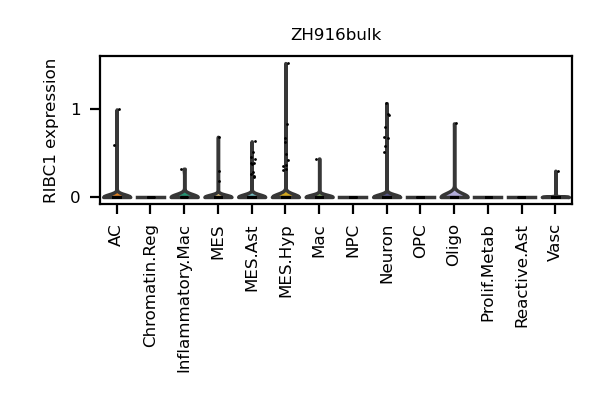 ZH916bulk
RIBC1 expression
1
0
AC
Chromatin.Reg
Inflammatory.Mac
MES
MES.Ast
MES.Hyp
Mac
NPC
Neuron
OPC
Oligo
Prolif.Metab
Reactive.Ast
Vasc